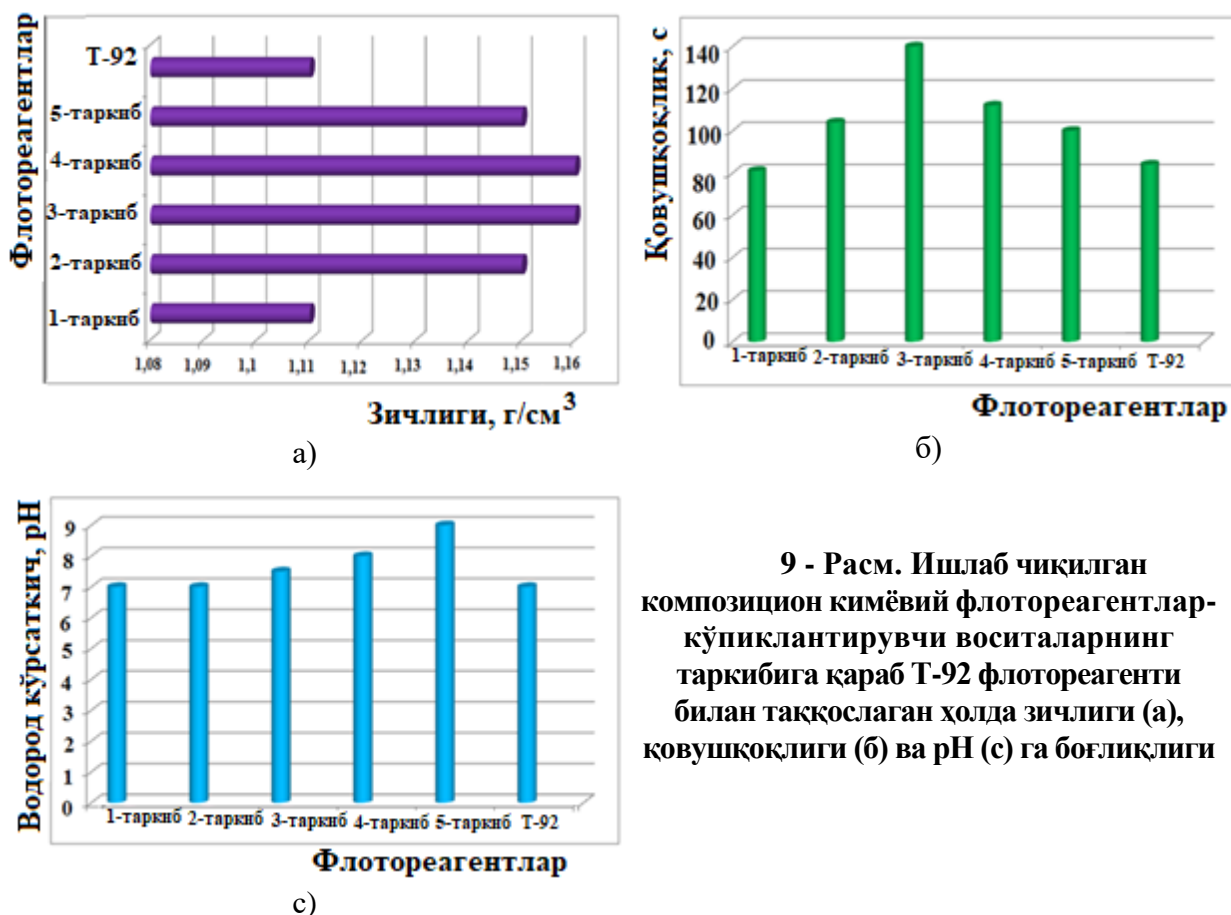 Флотореагентлар
Т-92
5-таркиб
4-таркиб
3-таркиб
2-таркиб
1-таркиб
1,08 1,09 1,1 1,11 1,12 1,13 1,14 1,15 1,16
Зичлиги, г/см³
а)
Қовушқоқлик, с
140
120
100
80
60
40
20
0
1-таркиб 2-таркиб 3-таркиб 4-таркиб 5-таркиб Т-92
Флотореагентлар
б)
Водород кўрсаткич, рН
9
8
7
6
5
4
3
2
1
0
1-таркиб 2-таркиб 3-таркиб 4-таркиб 5-таркиб Т-92
Флотореагентлар
с)
9 - Расм. Ишлаб чиқилган
композицион кимёвий флотореагентлар-
кўпиклантирувчи воситаларнинг
таркибига қараб Т-92 флотореагенти
билан таққослаган ҳолда зичлиги (а),
қовушқоқлиги (б) ва рН (с) га боғлиқлиги